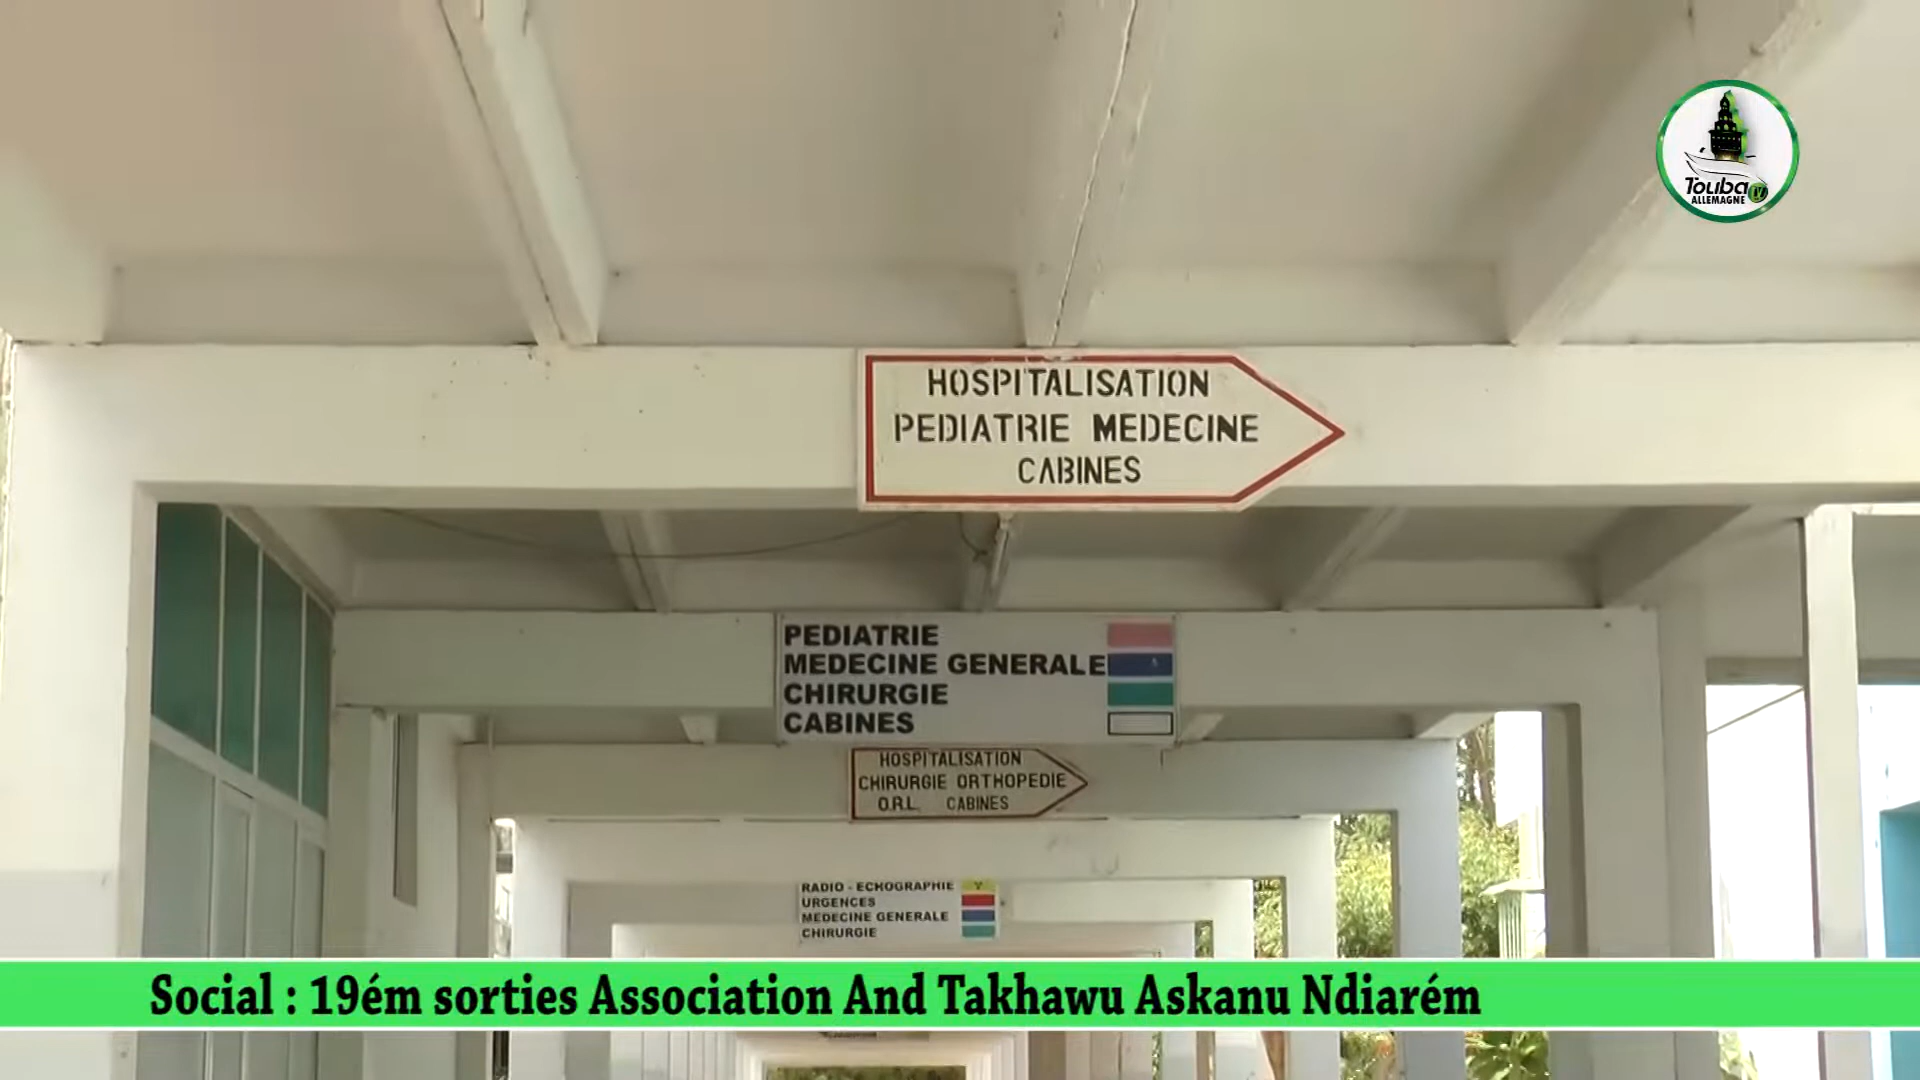 Touba TV
ALLEMAGNE
HOSPITALISATION
PEDIATRIE MEDECINE
CABINES
PEDIATRIE
MEDECINE GENERALE
CHIRURGIE
CABINES
HOSPITALISATION
CHIRURGIE ORTHOPEDIE
O.R.L. CABINES
RADIO - ECHOGRAPHIE
URGENCES
MEDECINE GENERALE
CHIRURGIE
Social : 19ém sorties Association And Takhawu Askanu Ndiarém